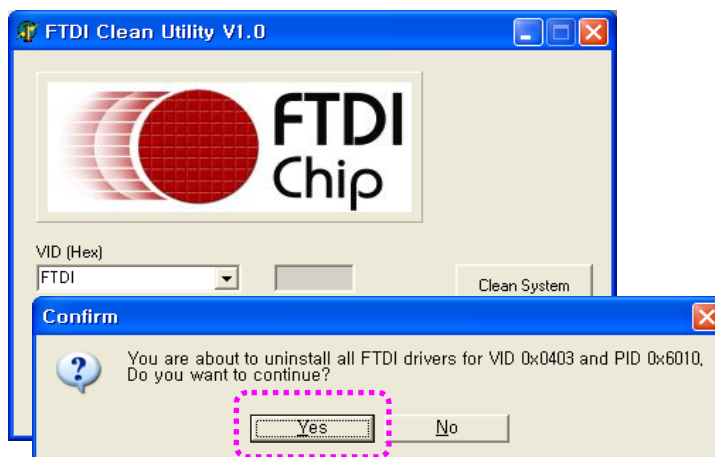 FTDI Clean Utility V1.0
FTDI
Chip
VID (Hex)
FTDI
Clean System
Confirm
You are about to uninstall all FTDI drivers for VID 0x0403 and PID 0x6010,
Do you want to continue?
Yes
No